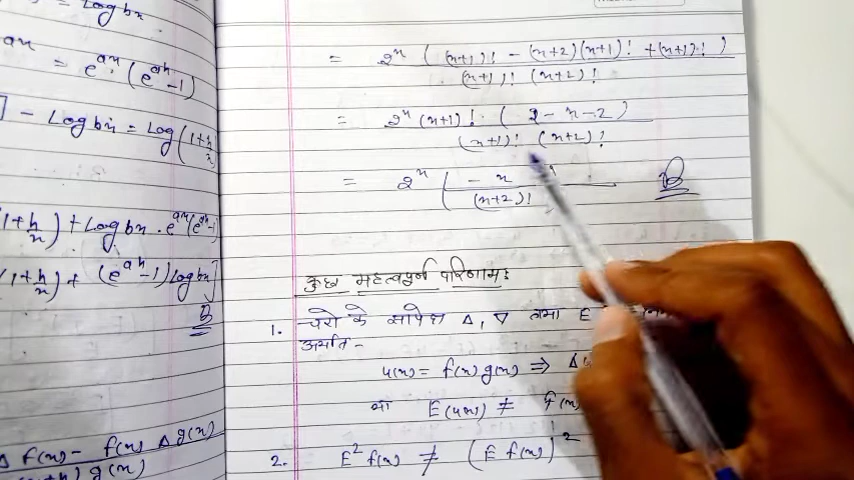 = Log bx
ax
= e^ax (e^ah - 1)
- Log bx = Log (1+h/x)
(1+h/x) + Log bx . e^ax (e^ah - 1)
(1+h/x) + (e^ah - 1) log bx]
f(x) - f(x) Δ g(x)
g(x)
= 2^x ( (x+1)! - (x+2)(x+1)! + (x+1)! ) / (x+1)! (x+2)!
= 2^x (x+1)! . ( 2 - x - 2 ) / (x+1)! (x+2)!
= 2^x ( - x / (x+2)!
कुछ महत्वपूर्ण परिणाम:
1. चरो के सापेक्ष Δ, ∇ तथा E
अर्थात -
u(x) = f(x) g(x) ⇒ Δ
या E(u(x)) ≠ f(x)
2. E² f(x) ≠ (E f(x))²